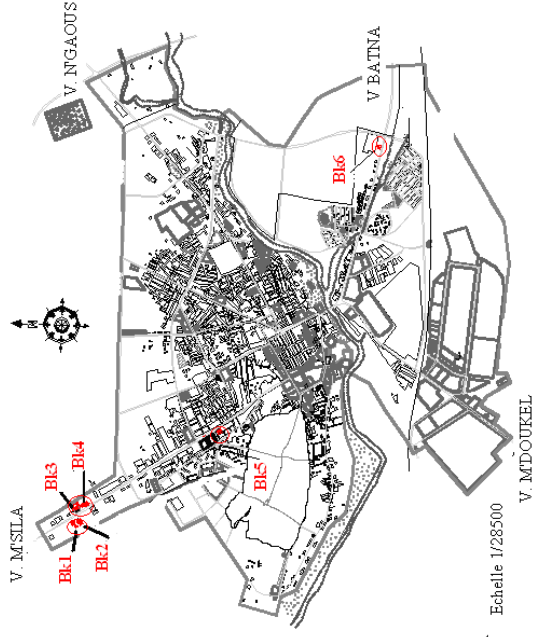 V. N'GAOUS
N
V. M'SILA
Bk3
Bk4
Bk1
Bk2
V BATNA
Bk6
Bk5
V. M'DOUKEL
Echelle 1/28500